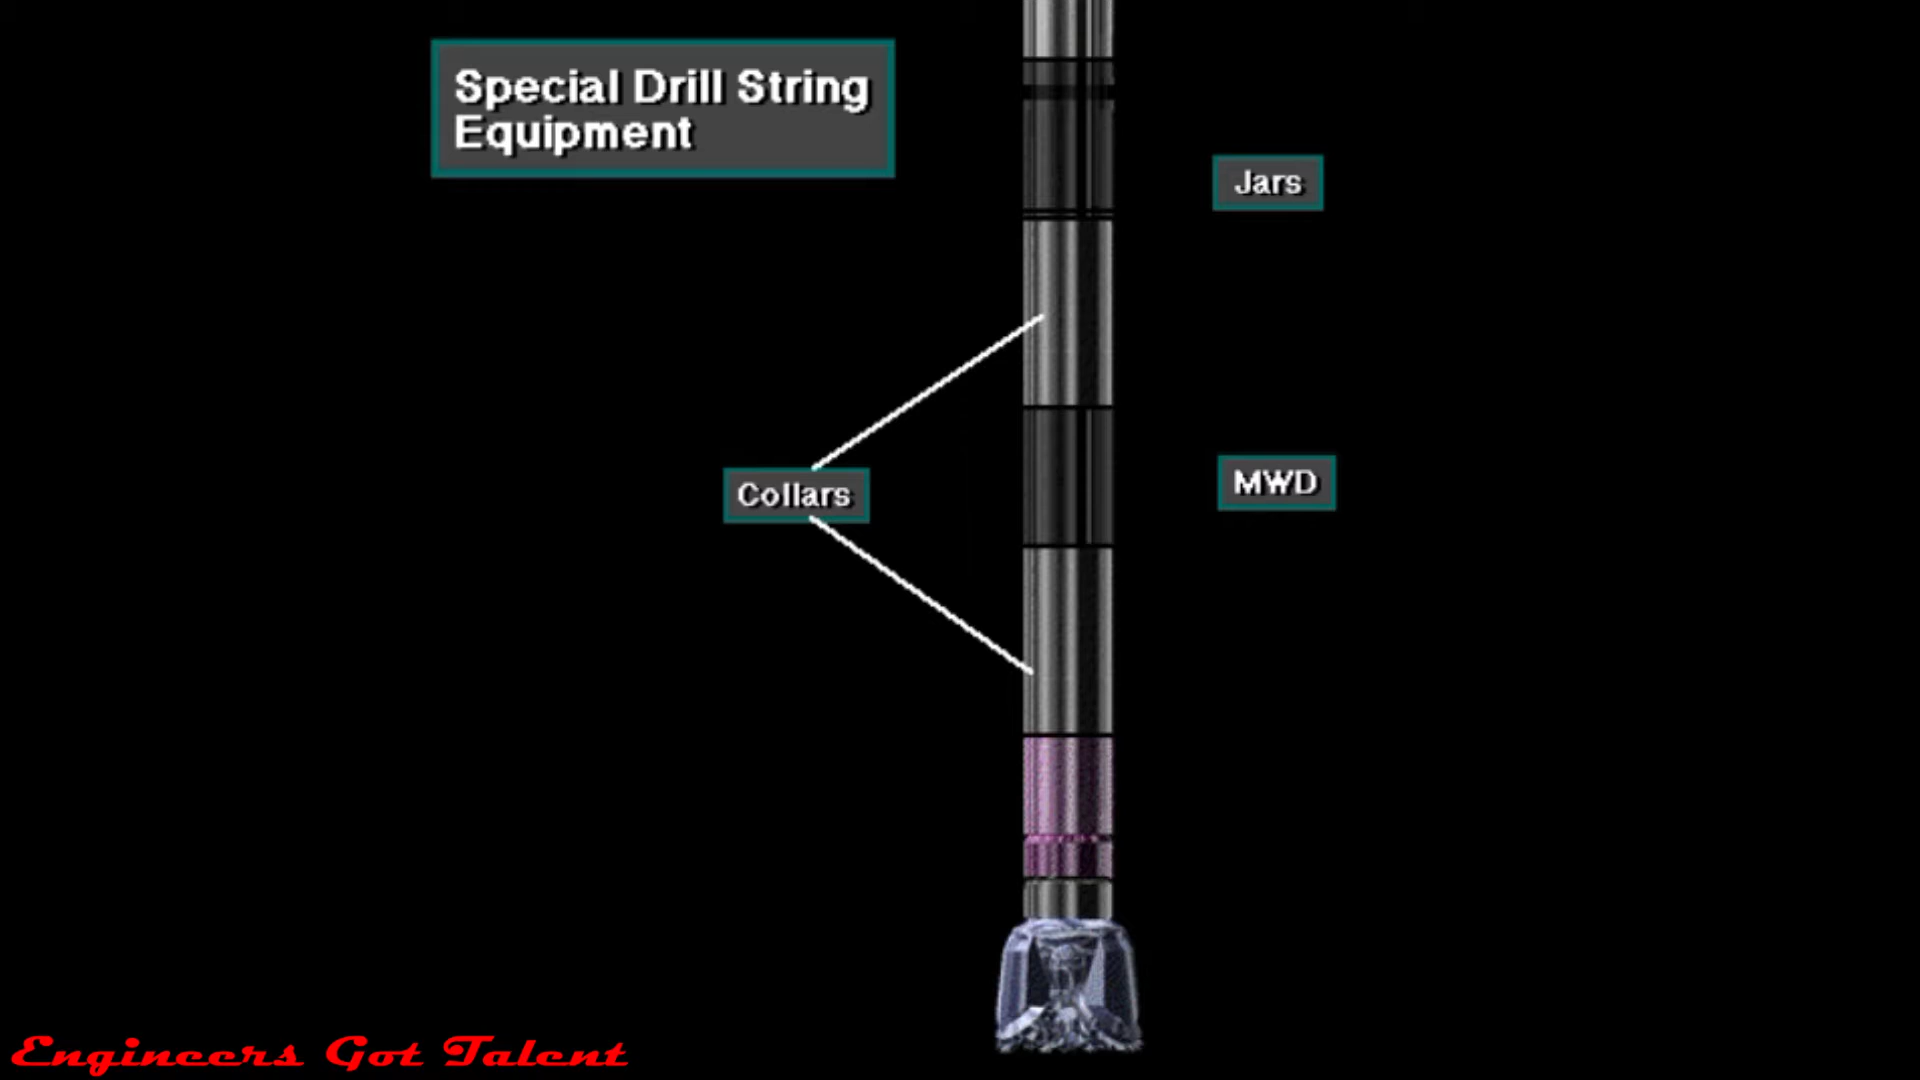 Special Drill String
Equipment
Jars
Collars
MWD
Engineers Got Talent